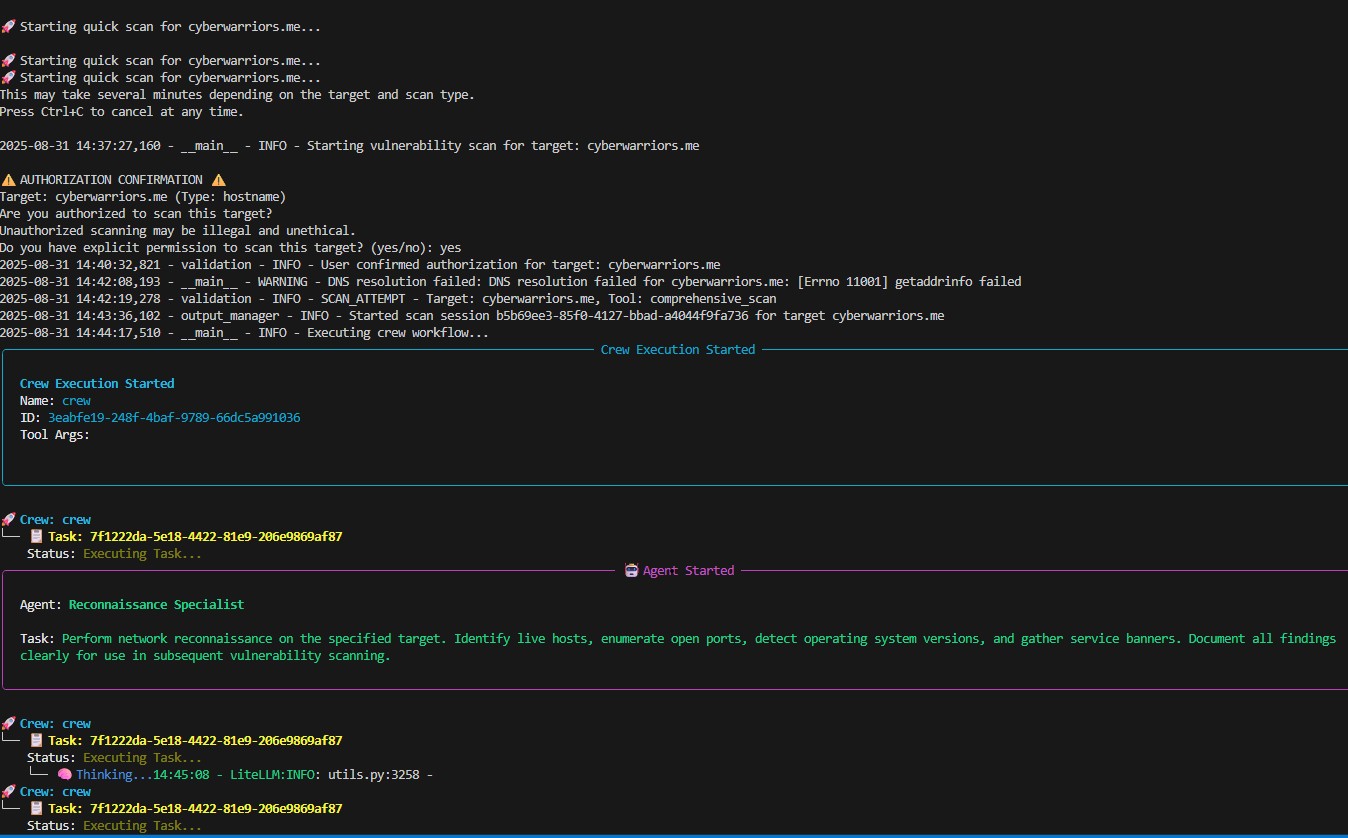 🚀 Starting quick scan for cyberwarriors.me...
🚀 Starting quick scan for cyberwarriors.me...
🚀 Starting quick scan for cyberwarriors.me...
This may take several minutes depending on the target and scan type.
Press Ctrl+C to cancel at any time.
2025-08-31 14:37:27,160 - __main__ - INFO - Starting vulnerability scan for target: cyberwarriors.me
⚠️ AUTHORIZATION CONFIRMATION ⚠️
Target: cyberwarriors.me (Type: hostname)
Are you authorized to scan this target?
Unauthorized scanning may be illegal and unethical.
Do you have explicit permission to scan this target? (yes/no): yes
2025-08-31 14:40:32,821 - validation - INFO - User confirmed authorization for target: cyberwarriors.me
2025-08-31 14:42:08,193 - __main__ - WARNING - DNS resolution failed: DNS resolution failed for cyberwarriors.me: [Errno 11001] getaddrinfo failed
2025-08-31 14:42:19,278 - validation - INFO - SCAN_ATTEMPT - Target: cyberwarriors.me, Tool: comprehensive_scan
2025-08-31 14:43:36,102 - output_manager - INFO - Started scan session b5b69ee3-85f0-4127-bbad-a4044f9fa736 for target cyberwarriors.me
2025-08-31 14:44:17,510 - __main__ - INFO - Executing crew workflow...
Crew Execution Started
Crew Execution Started
Name: crew
ID: 3eabfe19-248f-4baf-9789-66dc5a991036
Tool Args:
🚀 Crew: crew
📋 Task: 7f1222da-5e18-4422-81e9-206e9869af87
Status: Executing Task...
🤖 Agent Started
Agent: Reconnaissance Specialist
Task: Perform network reconnaissance on the specified target. Identify live hosts, enumerate open ports, detect operating system versions, and gather service banners. Document all findings
clearly for use in subsequent vulnerability scanning.
🚀 Crew: crew
📋 Task: 7f1222da-5e18-4422-81e9-206e9869af87
Status: Executing Task...
🧠 Thinking...14:45:08 - LiteLLM:INFO: utils.py:3258 -
🚀 Crew: crew
📋 Task: 7f1222da-5e18-4422-81e9-206e9869af87
Status: Executing Task...